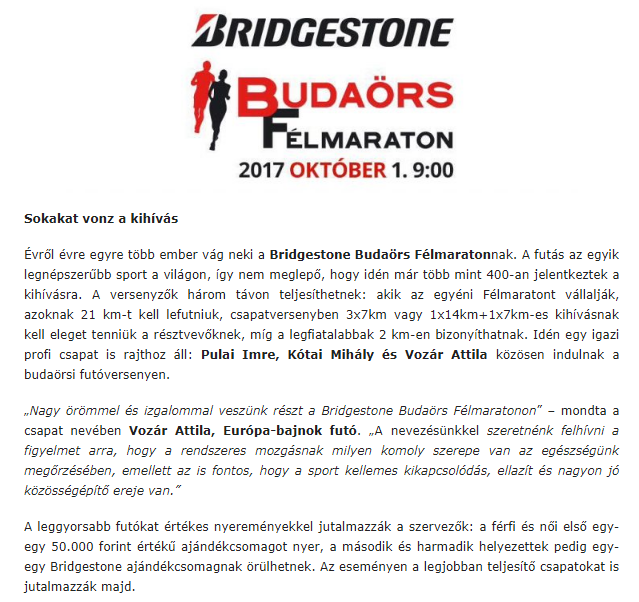 BRIDGESTONE
BUDAÖRS
FÉLMARATON
2017 OKTÓBER 1. 9:00
Sokakat vonz a kihívás
Évről évre egyre több ember vág neki a Bridgestone Budaörs Félmaratonnak. A futás az egyik
legnépszerűbb sport a világon, így nem meglepő, hogy idén már több mint 400-an jelentkeztek a
kihívásra. A versenyzők három távon teljesíthetnek: akik az egyéni Félmaratont vállalják,
azoknak 21 km-t kell lefutniuk, csapatversenyben 3x7km vagy 1x14km+1x7km-es kihívásnak
kell eleget tenniük a résztvevőknek, míg a legfiatalabbak 2 km-en bizonyíthatnak. Idén egy igazi
profi csapat is rajthoz áll: Pulai Imre, Kótai Mihály és Vozár Attila közösen indulnak a
budaörsi futóversenyen.
„Nagy örömmel és izgalommal veszünk részt a Bridgestone Budaörs Félmaratonon” – mondta a
csapat nevében Vozár Attila, Európa-bajnok futó. „A nevezésünkkel szeretnénk felhívni a
figyelmet arra, hogy a rendszeres mozgásnak milyen komoly szerepe van az egészségünk
megőrzésében, emellett az is fontos, hogy a sport kellemes kikapcsolódás, ellazít és nagyon jó
közösségépítő ereje van.”
A leggyorsabb futókat értékes nyereményekkel jutalmazzák a szervezők: a férfi és női első egy-
egy 50.000 forint értékű ajándékcsomagot nyer, a második és harmadik helyezettek pedig egy-
egy Bridgestone ajándékcsomagnak örülhetnek. Az eseményen a legjobban teljesítő csapatokat is
jutalmazzák majd.